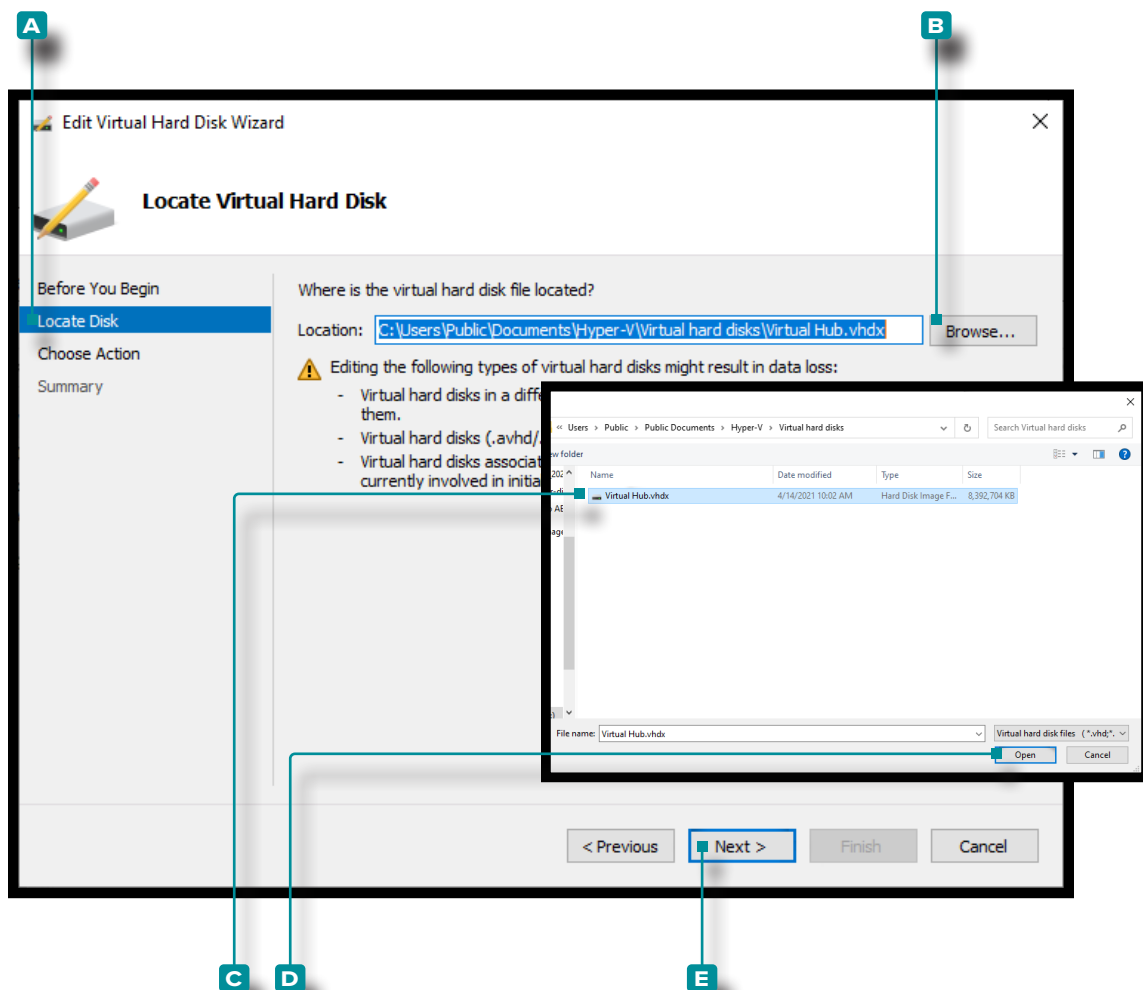 A
B
Edit Virtual Hard Disk Wizard
Locate Virtual Hard Disk
Before You Begin
Locate Disk
Choose Action
Summary
Where is the virtual hard disk file located?
Location: C:\Users\Public\Documents\Hyper-V\Virtual hard disks\Virtual Hub.vhdx Browse...
Editing the following types of virtual hard disks might result in data loss:
- Virtual hard disks in a diffe
them.
- Virtual hard disks (.avhd/.
- Virtual hard disks associat
currently involved in initia
« Users > Public > Public Documents > Hyper-V > Virtual hard disks Search Virtual hard disks
ew folder
Name Date modified Type Size
Virtual Hub.vhdx 4/14/2021 10:02 AM Hard Disk Image F... 8,392,704 KB
202
AE
age
File name: Virtual Hub.vhdx Virtual hard disk files (*.vhd;*.
Open Cancel
< Previous Next > Finish Cancel
C D E